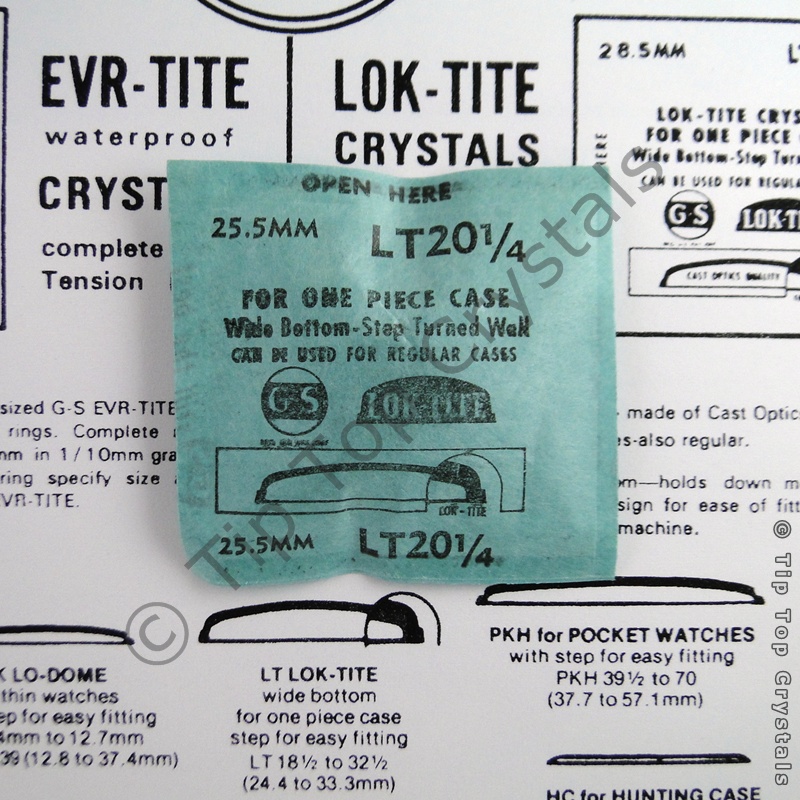 EVR-TITE
waterproof
CRYST
complete
Tension
LOK-TITE
CRYSTALS
28.5MM
LOK-TITE CRYS
FOR ONE PIECE CASE
Wide Bottom-Step Turned
CAN BE USED FOR REGULA
G-S
LOK-TI
CAST OPTICS QUALITY
HERE
OPEN HERE
25.5MM LT20¼
FOR ONE PIECE CASE
Wide Bottom-Step Turned Wall
CAN BE USED FOR REGULAR CASES
G-S LOK-TITE
LOK-TITE
25.5MM LT20¼
sized G-S EVR-TITE
rings. Complete
mm in 1/10mm gra
ring specify size
VR-TITE.
made of Cast Optic
s-also regular.
m—holds down m
sign for ease of fitt
machine.
LO-DOME
thin watches
ep for easy fitting
4mm to 12.7mm
39 (12.8 to 37.4mm)
LT LOK-TITE
wide bottom
for one piece case
step for easy fitting
LT 18½ to 32½
(24.4 to 33.3mm)
PKH for POCKET WATCHES
with step for easy fitting
PKH 39½ to 70
(37.7 to 57.1mm)
HC for HUNTING CASE
© Tip Top Crystals
© Tip Top Crystals